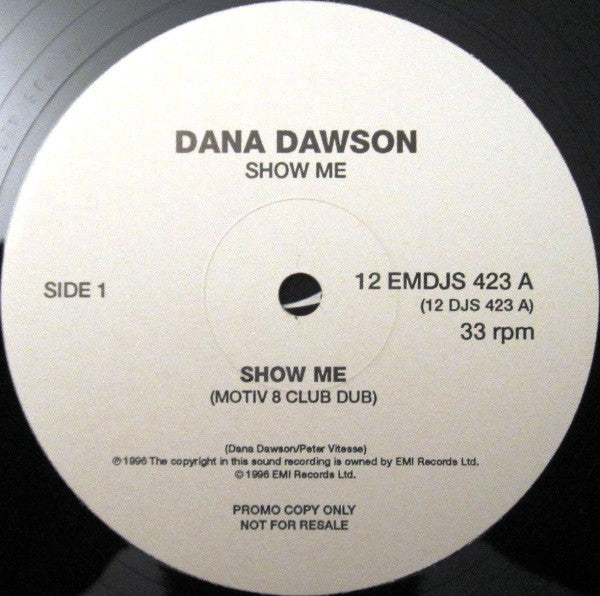 DANA DAWSON
SHOW ME
SIDE 1
12 EMDJS 423 A
(12 DJS 423 A)
33 rpm
SHOW ME
(MOTIV 8 CLUB DUB)
(Dana Dawson/Peter Vitesse)
℗ 1996 The copyright in this sound recording is owned by EMI Records Ltd.
© 1996 EMI Records Ltd.
PROMO COPY ONLY
NOT FOR RESALE